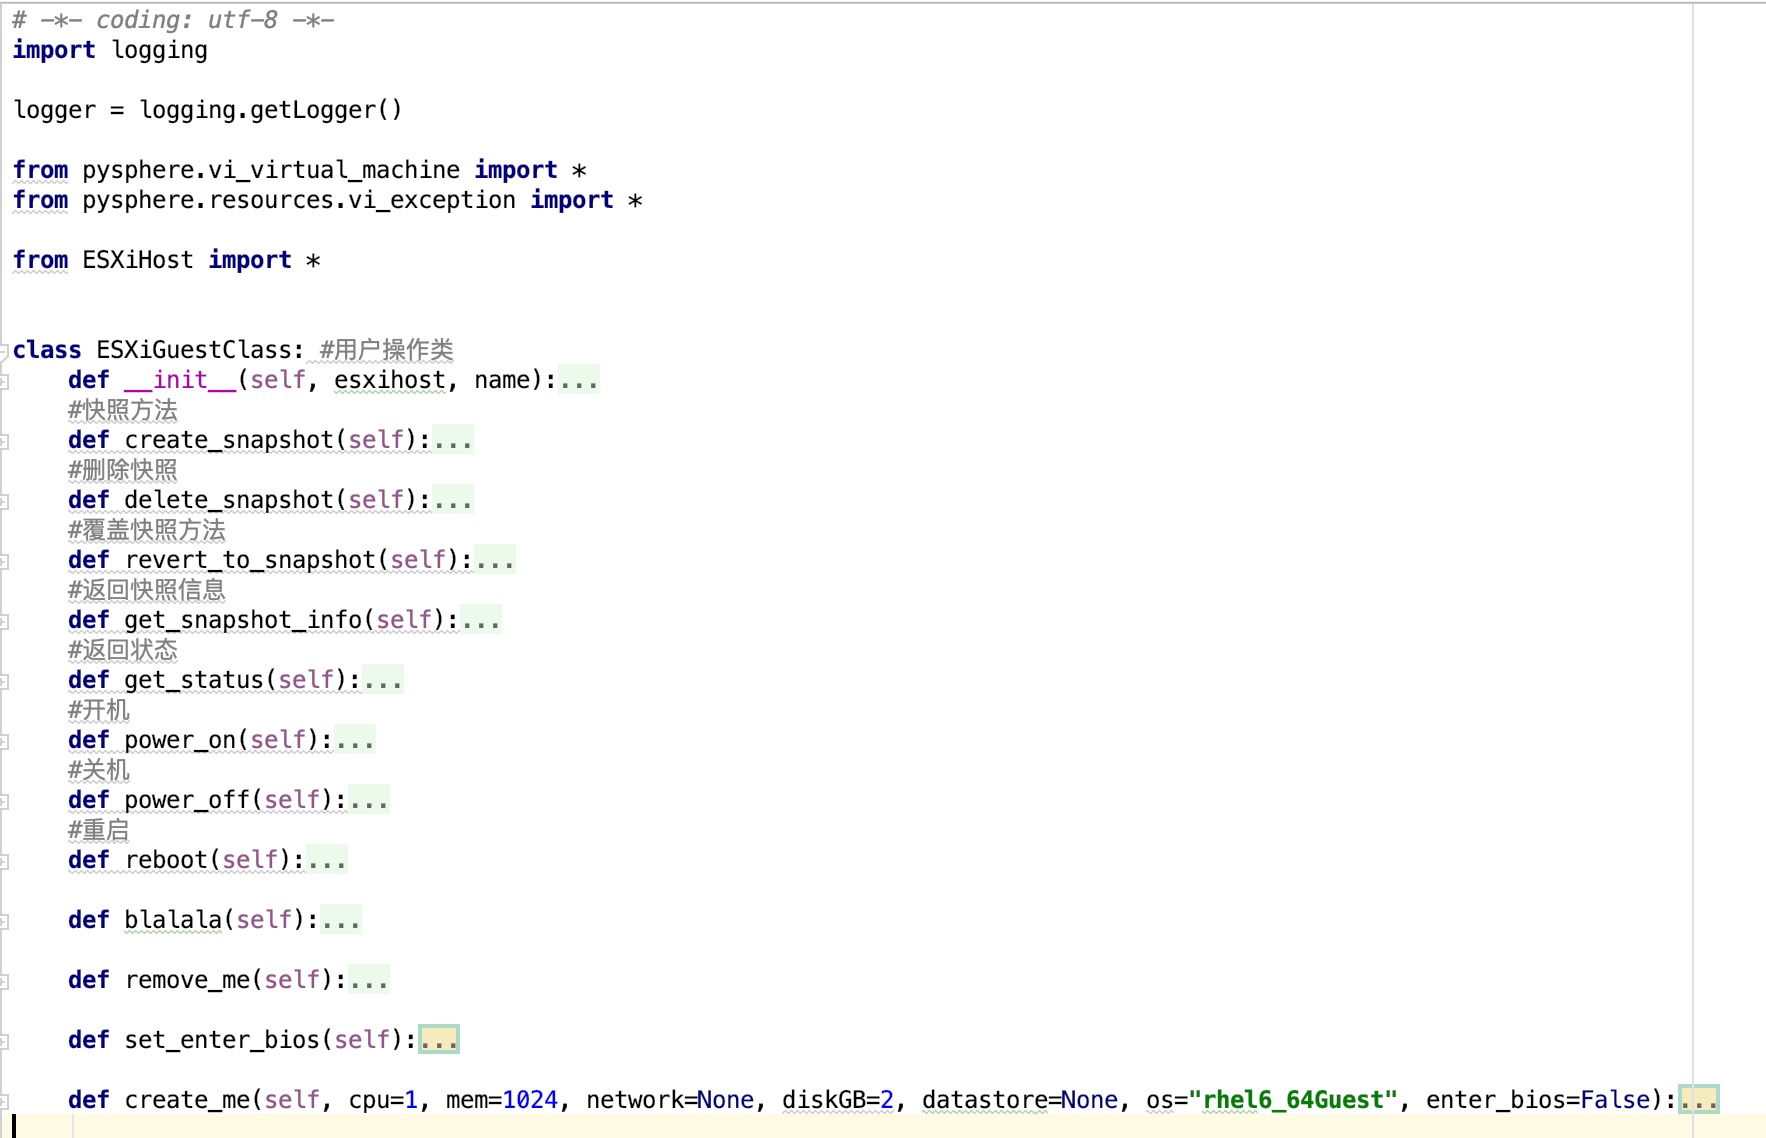 # -*- coding: utf-8 -*-
import logging
logger = logging.getLogger()
from pysphere.vi_virtual_machine import *
from pysphere.resources.vi_exception import *
from ESXiHost import *
class ESXiGuestClass: #用户操作类
def __init__(self, esxihost, name):...
#快照方法
def create_snapshot(self):...
#删除快照
def delete_snapshot(self):...
#覆盖快照方法
def revert_to_snapshot(self):...
#返回快照信息
def get_snapshot_info(self):...
#返回状态
def get_status(self):...
#开机
def power_on(self):...
#关机
def power_off(self):...
#重启
def reboot(self):...
def blalala(self):...
def remove_me(self):...
def set_enter_bios(self):...
def create_me(self, cpu=1, mem=1024, network=None, diskGB=2, datastore=None, os="rhel6_64Guest", enter_bios=False):...